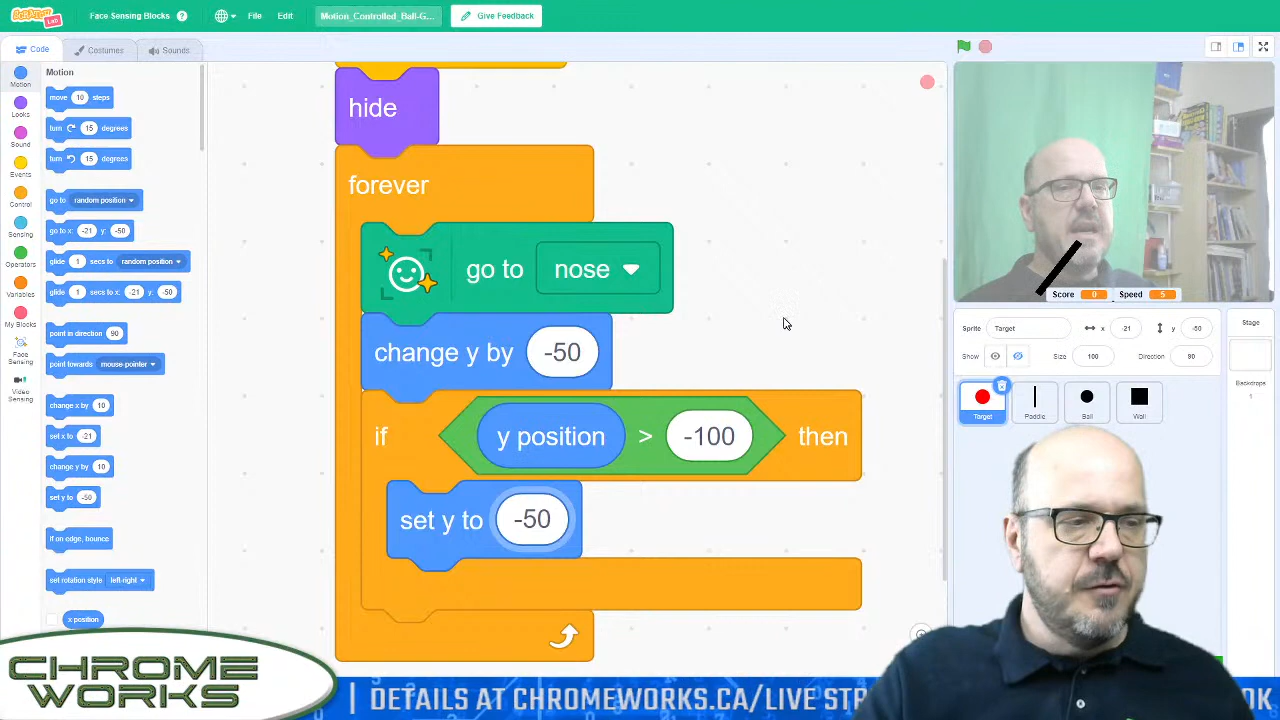 SCRATCH Lab
Face Sensing Blocks
?
File
Edit
Motion_Controlled_Ball-G...
Give Feedback
Code
Costumes
Sounds
Motion
Looks
Sound
Events
Control
Sensing
Operators
Variables
My Blocks
Face
Sensing
Video
Sensing
Motion
move 10 steps
turn 15 degrees
turn 15 degrees
go to random position
go to x: -21 y: -50
glide 1 secs to random position
glide 1 secs to x: -21 y: -50
point in direction 90
point towards mouse-pointer
change x by 10
set x to -21
change y by 10
set y to -50
if on edge, bounce
set rotation style left-right
x position
hide
forever
go to nose
change y by -50
if y position > -100 then
set y to -50
Score 0 Speed 5
Sprite Target x -21 y -50
Show Size 100 Direction 90
Target
Paddle
Ball
Wall
Stage
Backdrops
1
CHROME
WORKS
DETAILS AT CHROMEWORKS.CA/LIVE STR
OK